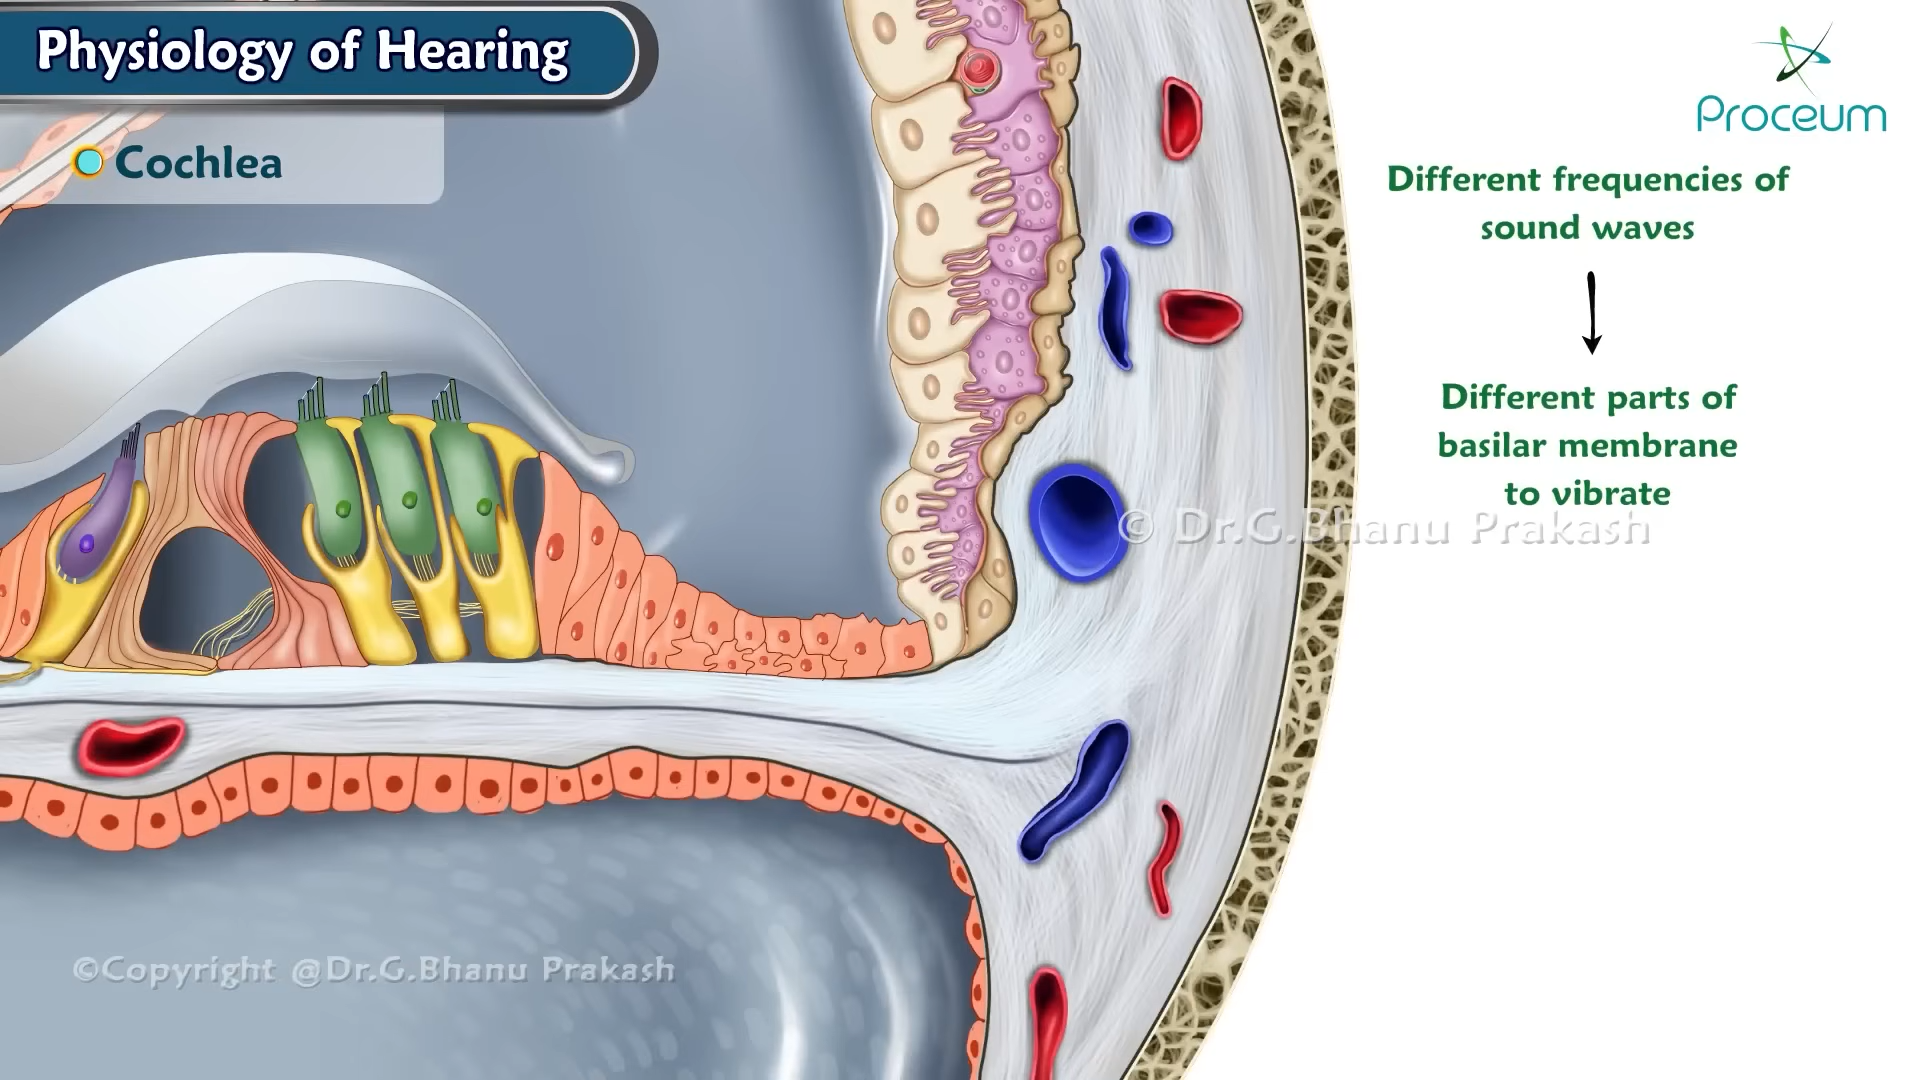 Physiology of Hearing
Cochlea
Proceum
Different frequencies of
sound waves
Different parts of
basilar membrane
to vibrate
© Dr.G.Bhanu Prakash
©Copyright @Dr.G.Bhanu Prakash